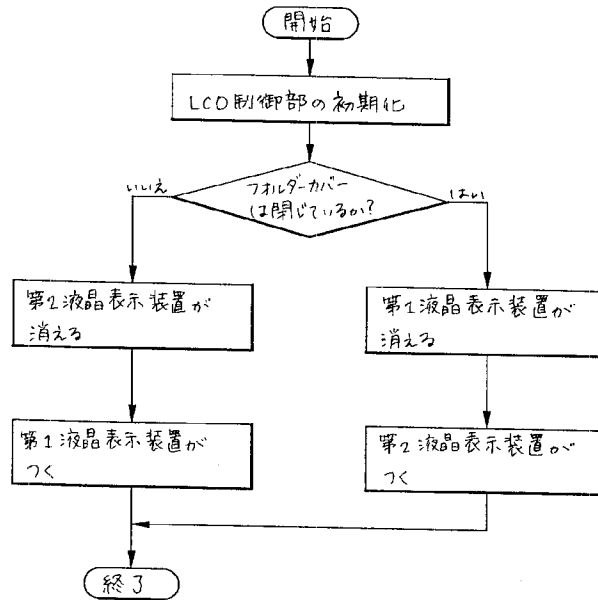 開始
LCD制御部の初期化
フォルダーカバー
は閉じているか?
いいえ
はい
第2液晶表示装置が
消える
第1液晶表示装置が
消える
第1液晶表示装置が
つく
第2液晶表示装置が
つく
終了